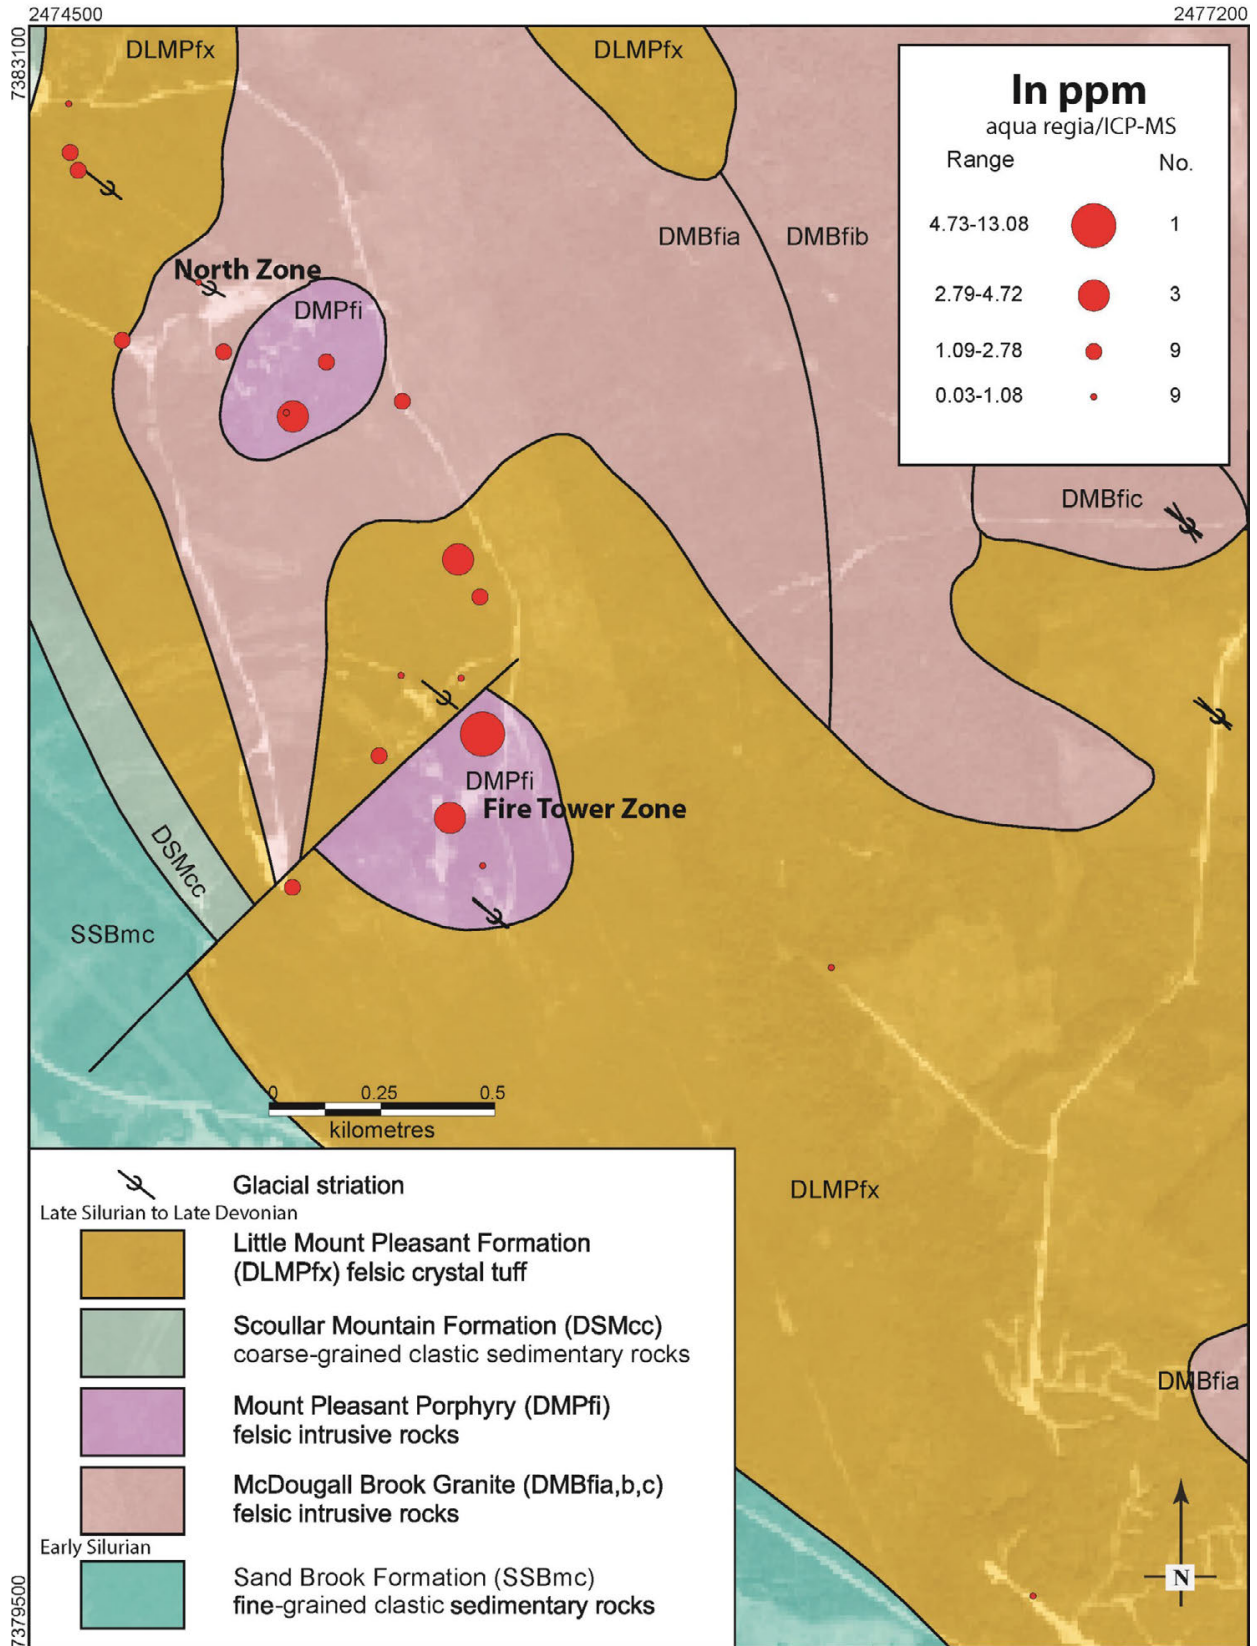 2474500
2477200
7383100
DLMPfx
DLMPfx
In ppm
aqua regia/ICP-MS
Range
No.
4.73-13.08
1
2.79-4.72
3
1.09-2.78
9
0.03-1.08
9
DMBfia
DMBfib
North Zone
DMPfi
DMBfic
DMPfi
Fire Tower Zone
DSMcc
SSBmc
0 0.25 0.5
kilometres
DLMPfx
DMBfia
N
7379500
Glacial striation
Late Silurian to Late Devonian
Little Mount Pleasant Formation
(DLMPfx) felsic crystal tuff
Scoullar Mountain Formation (DSMcc)
coarse-grained clastic sedimentary rocks
Mount Pleasant Porphyry (DMPfi)
felsic intrusive rocks
McDougall Brook Granite (DMBfia,b,c)
felsic intrusive rocks
Early Silurian
Sand Brook Formation (SSBmc)
fine-grained clastic sedimentary rocks